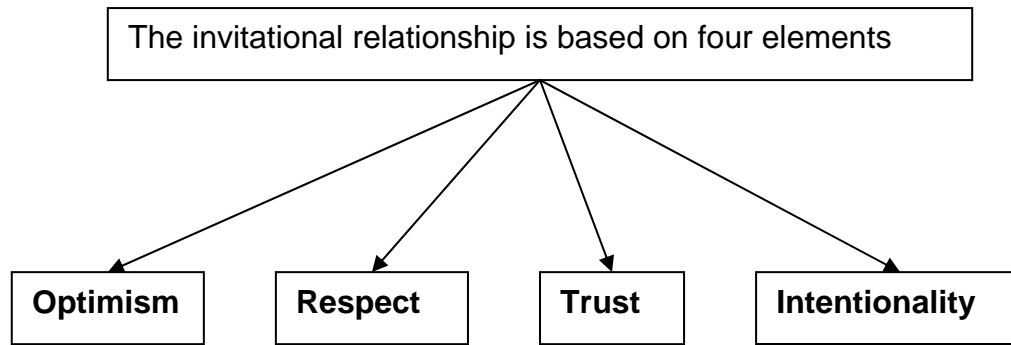 The invitational relationship is based on four elements
Optimism
Respect
Trust
Intentionality